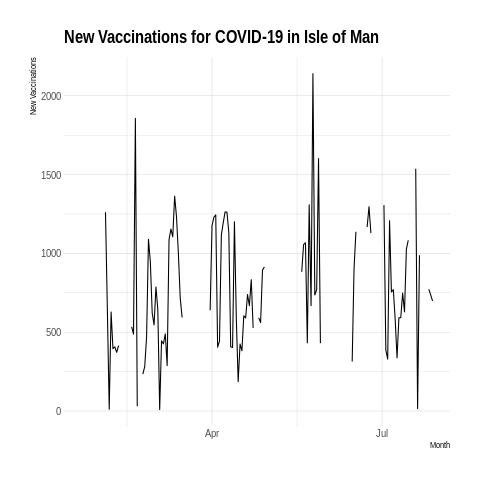 New Vaccinations for COVID-19 in Isle of Man
New Vaccinations
2000
1500
1000
500
0
Apr
Jul
Month